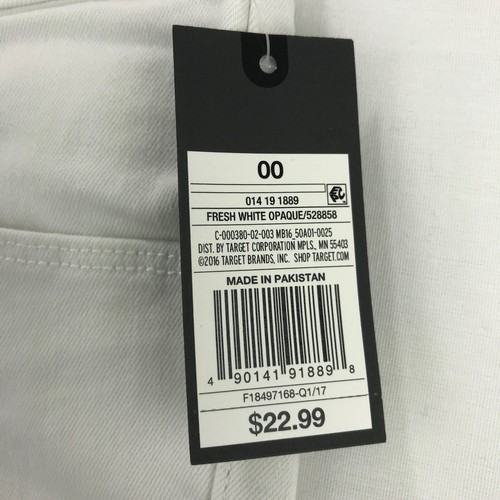 00
014 19 1889
FRESH WHITE OPAQUE/528858
C-000380-02-003 MB16_50A01-0025
DIST. BY TARGET CORPORATION MPLS., MN 55403
©2016 TARGET BRANDS, INC. SHOP TARGET.COM
MADE IN PAKISTAN
4 90141 91889 8
F18497168-Q1/17
$22.99